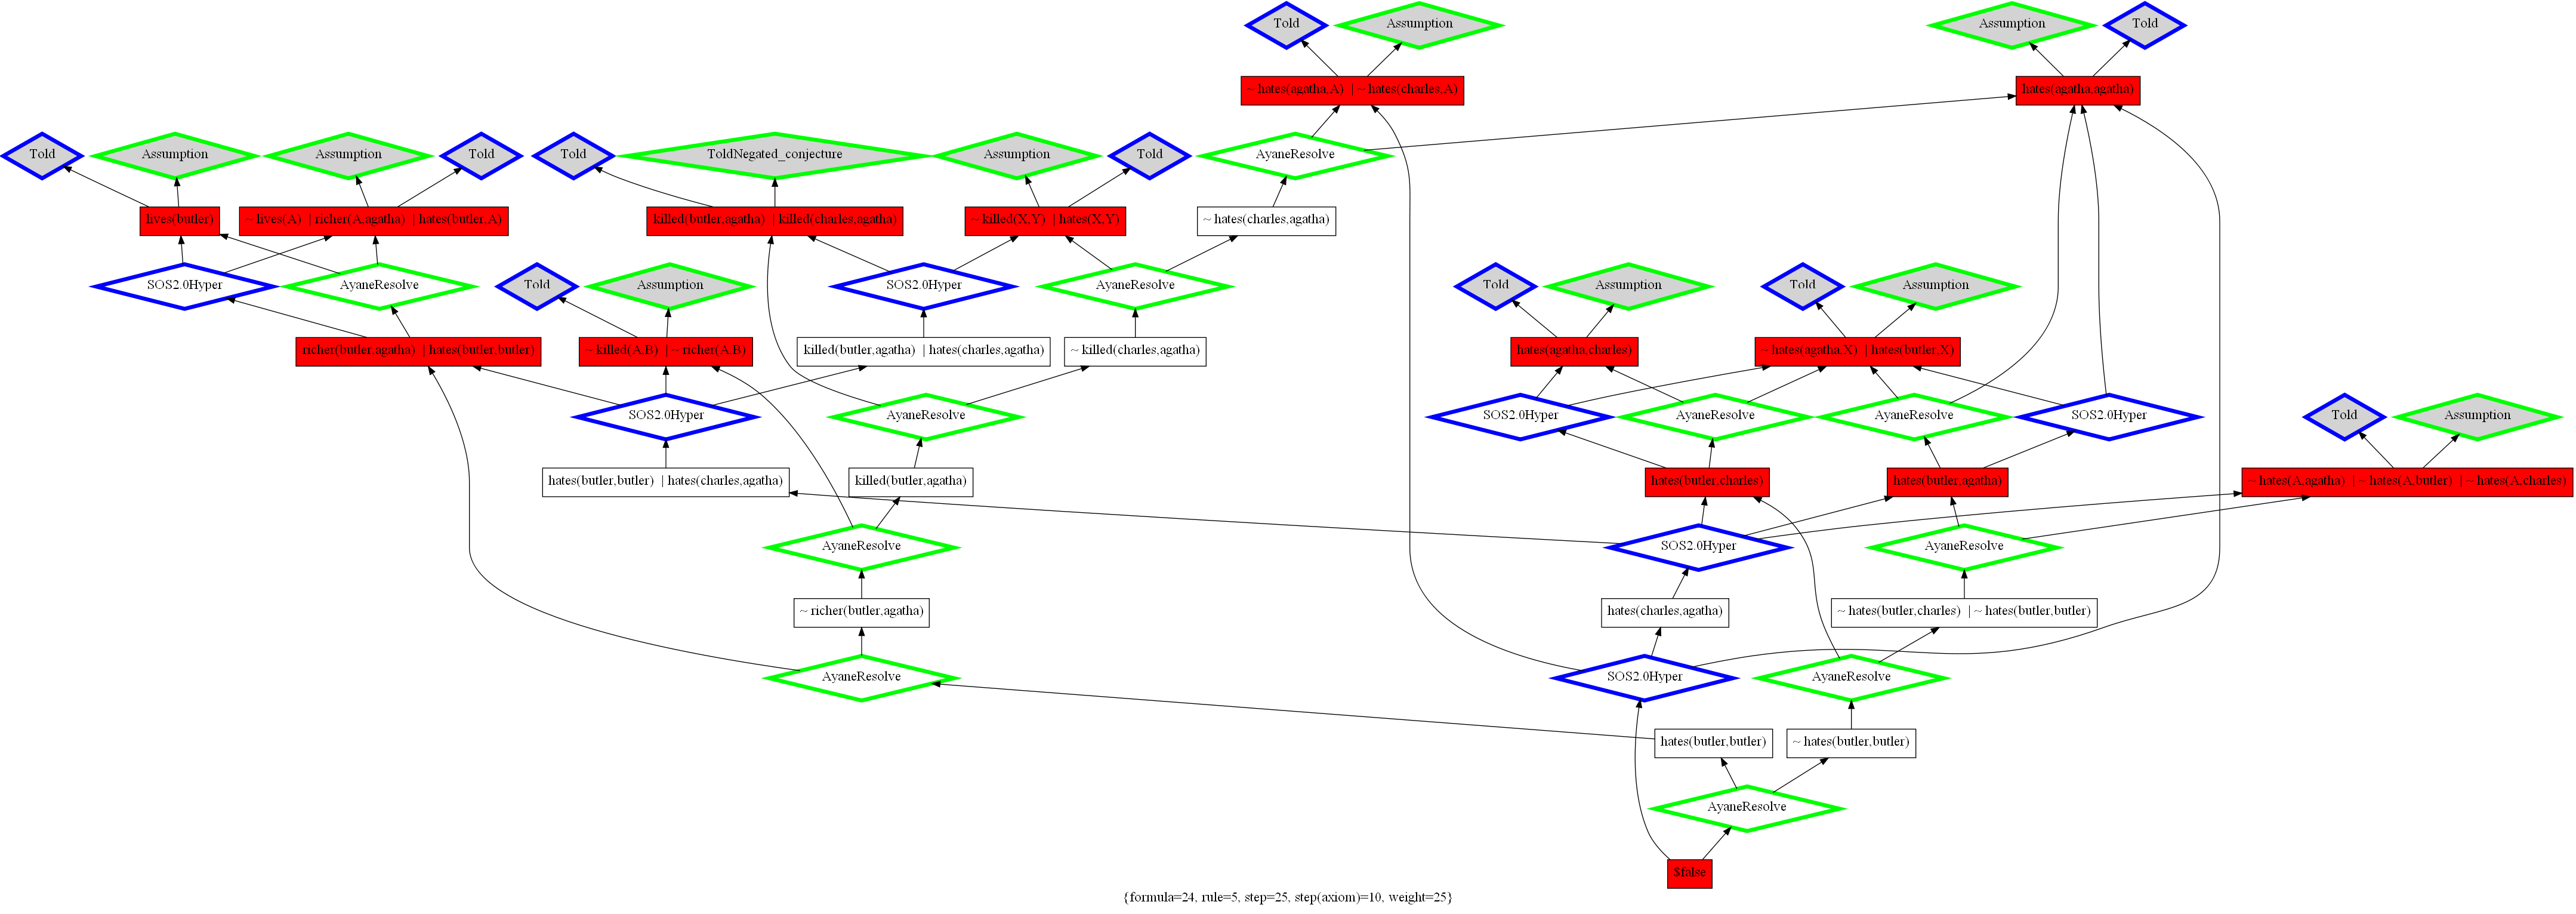 Told
Assumption
Assumption
Told
~ hates(agatha,A) | ~ hates(charles,A)
hates(agatha,agatha)
Told
Assumption
Assumption
Told
Told
ToldNegated_conjecture
Assumption
Told
AyaneResolve
lives(butler)
~ lives(A) | richer(A,agatha) | hates(butler,A)
killed(butler,agatha) | killed(charles,agatha)
~ killed(X,Y) | hates(X,Y)
~ hates(charles,agatha)
SOS2.0Hyper
AyaneResolve
Told
Assumption
SOS2.0Hyper
AyaneResolve
Told
Assumption
Told
Assumption
richer(butler,agatha) | hates(butler,butler)
~ killed(A,B) | ~ richer(A,B)
killed(butler,agatha) | hates(charles,agatha)
~ killed(charles,agatha)
hates(agatha,charles)
~ hates(agatha,X) | hates(butler,X)
SOS2.0Hyper
AyaneResolve
SOS2.0Hyper
AyaneResolve
AyaneResolve
SOS2.0Hyper
Told
Assumption
hates(butler,butler) | hates(charles,agatha)
killed(butler,agatha)
hates(butler,charles)
hates(butler,agatha)
~ hates(A,agatha) | ~ hates(A,butler) | ~ hates(A,charles)
AyaneResolve
SOS2.0Hyper
AyaneResolve
~ richer(butler,agatha)
hates(charles,agatha)
~ hates(butler,charles) | ~ hates(butler,butler)
AyaneResolve
SOS2.0Hyper
AyaneResolve
hates(butler,butler)
~ hates(butler,butler)
AyaneResolve
$false
{formula=24, rule=5, step=25, step(axiom)=10, weight=25}